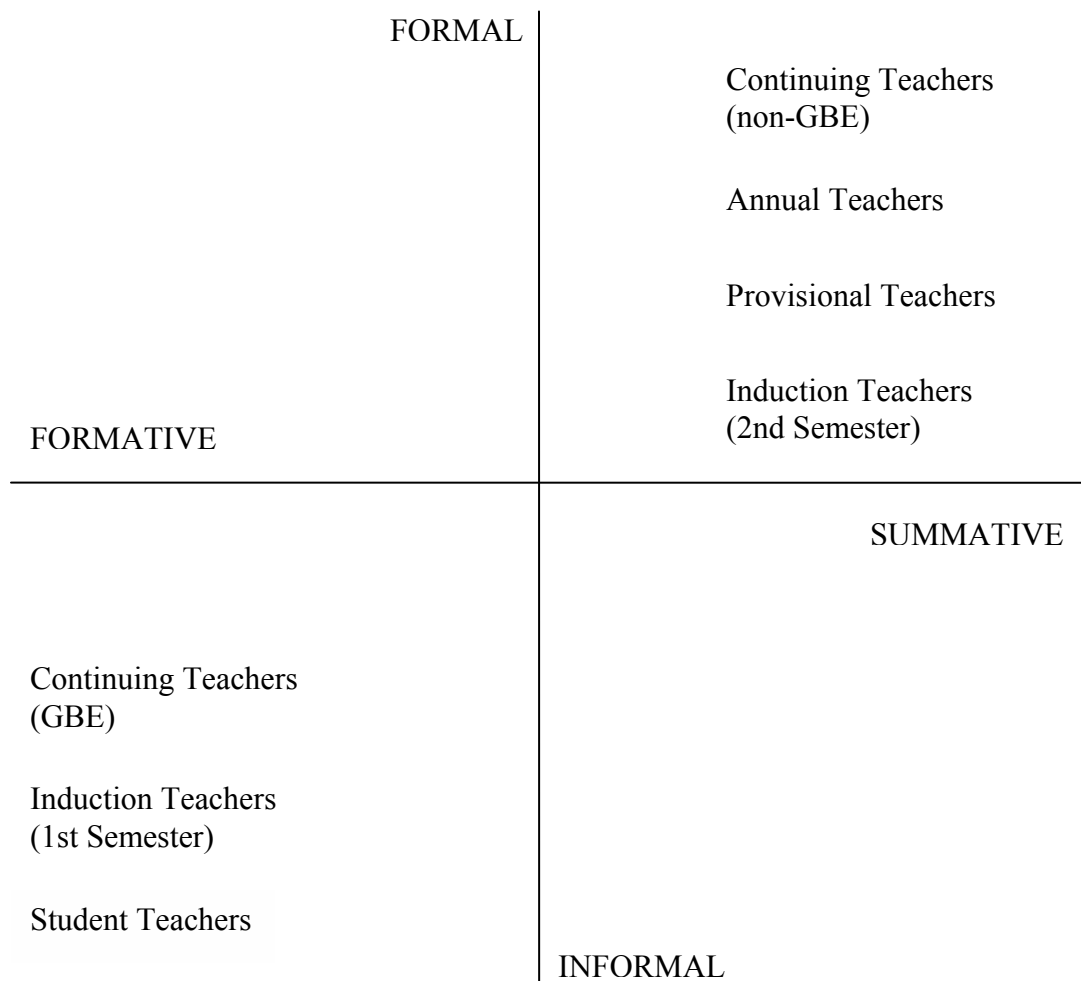 FORMAL
Continuing Teachers
(non-GBE)
Annual Teachers
Provisional Teachers
Induction Teachers
(2nd Semester)
FORMATIVE
SUMMATIVE
Continuing Teachers
(GBE)
Induction Teachers
(1st Semester)
Student Teachers
INFORMAL